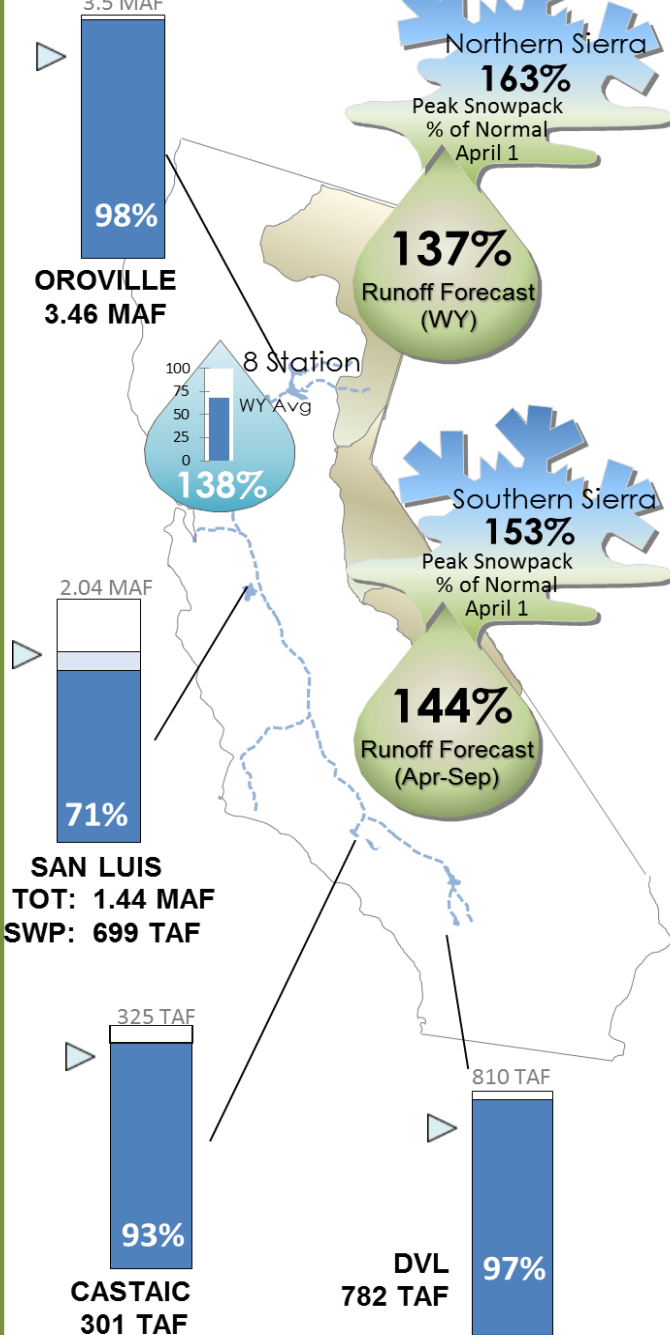 3.5 MAF
98%
OROVILLE
3.46 MAF
Northern Sierra
163%
Peak Snowpack
% of Normal
April 1
137%
Runoff Forecast
(WY)
8 Station
WY Avg
100
75
50
25
0
138%
Southern Sierra
153%
Peak Snowpack
% of Normal
April 1
144%
Runoff Forecast
(Apr-Sep)
2.04 MAF
71%
SAN LUIS
TOT: 1.44 MAF
SWP: 699 TAF
325 TAF
93%
CASTAIC
301 TAF
810 TAF
97%
DVL
782 TAF